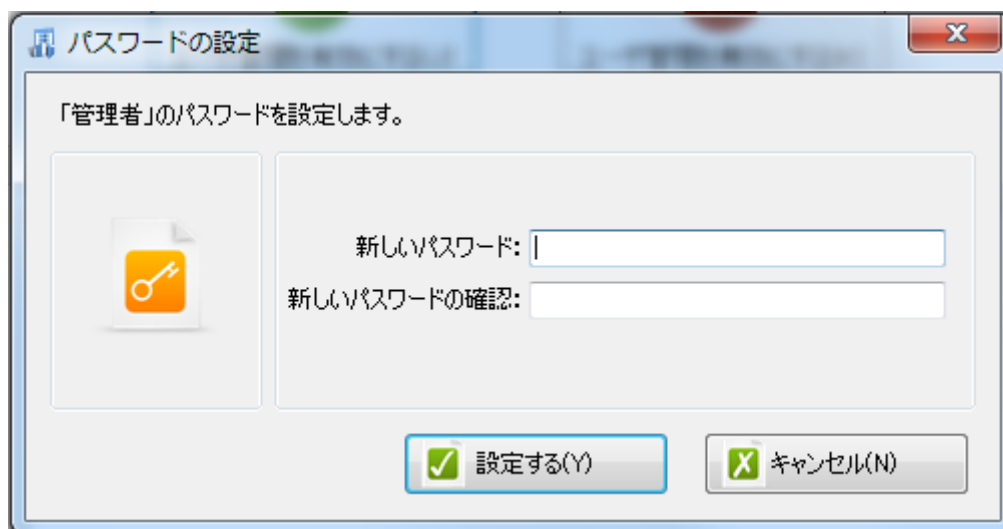 パスワードの設定
「管理者」のパスワードを設定します。
新しいパスワード:
新しいパスワードの確認:
設定する(Y)
キャンセル(N)